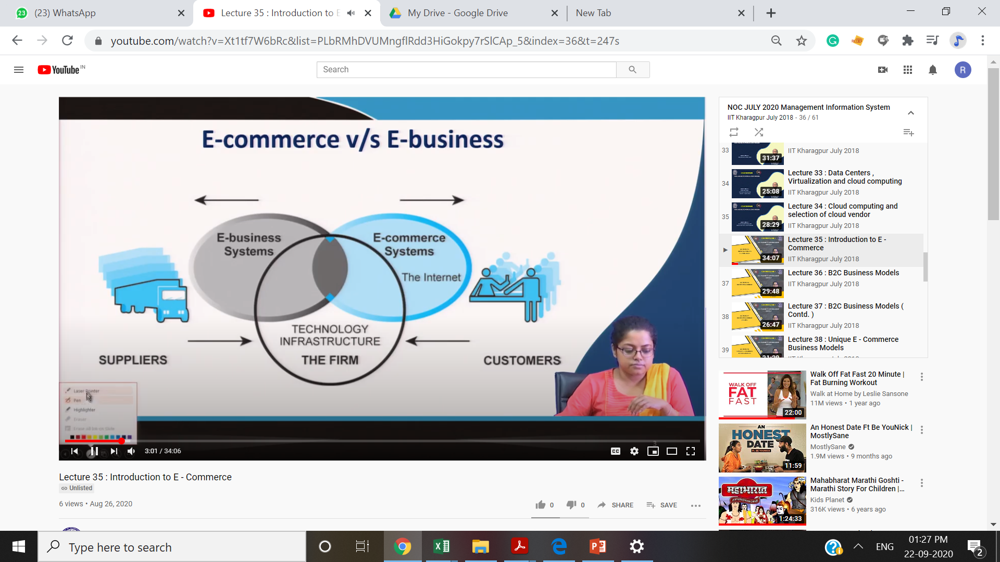 23
(23) WhatsApp
Lecture 35 : Introduction to E
My Drive - Google Drive
New Tab
youtube.com/watch?v=Xt1tf7W6bRc&list=PLbRMhDVUMngflRdd3HiGokpy7rSlCAp_5&index=36&t=247s
YouTube IN
Search
R
E-commerce v/s E-business
E-business
Systems
E-commerce
Systems
The Internet
TECHNOLOGY
INFRASTRUCTURE
THE FIRM
SUPPLIERS
CUSTOMERS
Laser Pointer
Pen
Highlighter
Eraser
Erase All Ink on Slide
3
3:01 / 34:06
CC
Lecture 35 : Introduction to E - Commerce
Unlisted
6 views • Aug 26, 2020
0
0
SHARE
SAVE
NOC JULY 2020 Management Information System
IIT Kharagpur July 2018 - 36 / 61
33
31:37
IIT Kharagpur July 2018
34
25:08
Lecture 33 : Data Centers ,
Virtualization and cloud computing
IIT Kharagpur July 2018
35
28:29
Lecture 34 : Cloud computing and
selection of cloud vendor
IIT Kharagpur July 2018
34:07
Lecture 35 : Introduction to E -
Commerce
IIT Kharagpur July 2018
37
29:48
Lecture 36 : B2C Business Models
IIT Kharagpur July 2018
38
26:47
Lecture 37 : B2C Business Models (
Contd. )
IIT Kharagpur July 2018
39
Lecture 38 : Unique E - Commerce
Business Models
WALK OFF
FAT
FAST
22:00
Walk Off Fat Fast 20 Minute |
Fat Burning Workout
Walk at Home by Leslie Sansone
11M views • 1 year ago
AN
HONEST
DATE
Ft. BE YOUNICK
11:59
An Honest Date Ft Be YouNick |
MostlySane
MostlySane
1.9M views • 9 months ago
महाभारात
1:24:33
Mahabharat Marathi Goshti -
Marathi Story For Children |...
Kids Planet
316K views • 6 years ago
Type here to search
ENG
01:27 PM
22-09-2020
2